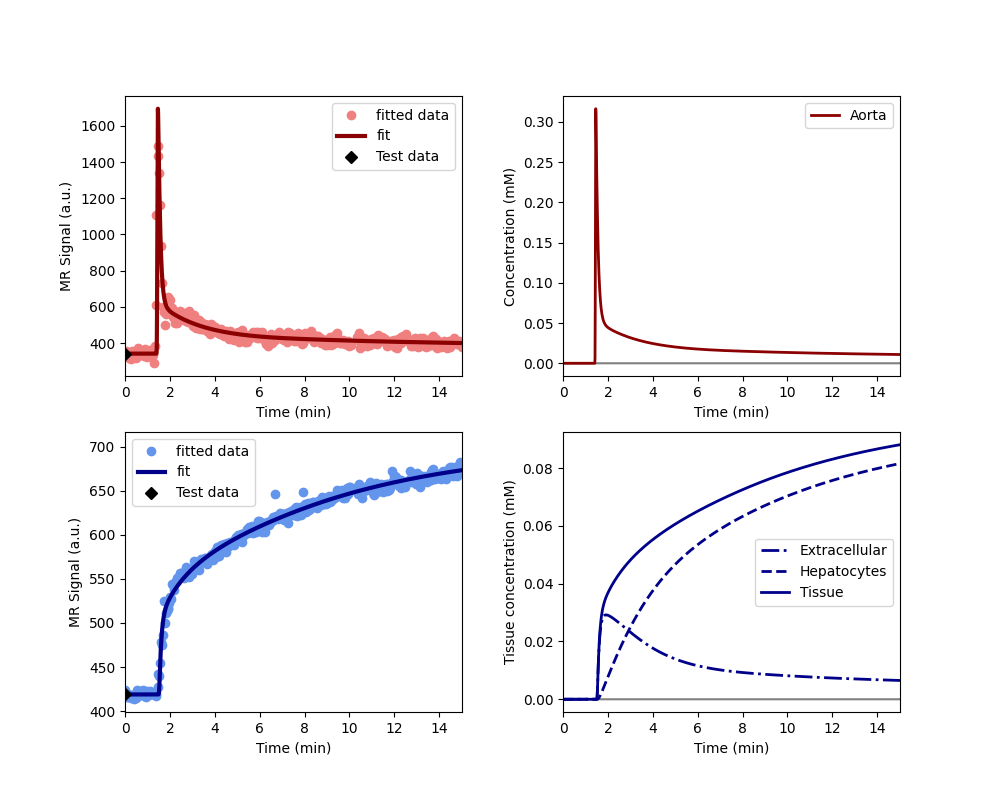 1600
1400
1200
1000
800
600
400
MR Signal (a.u.)
fitted data
fit
Test data
0 2 4 6 8 10 12 14
Time (min)
0.30
0.25
0.20
0.15
0.10
0.05
0.00
Concentration (mM)
Aorta
0 2 4 6 8 10 12 14
Time (min)
700
650
600
550
500
450
400
MR Signal (a.u.)
fitted data
fit
Test data
0 2 4 6 8 10 12 14
Time (min)
0.08
0.06
0.04
0.02
0.00
Tissue concentration (mM)
Extracellular
Hepatocytes
Tissue
0 2 4 6 8 10 12 14
Time (min)